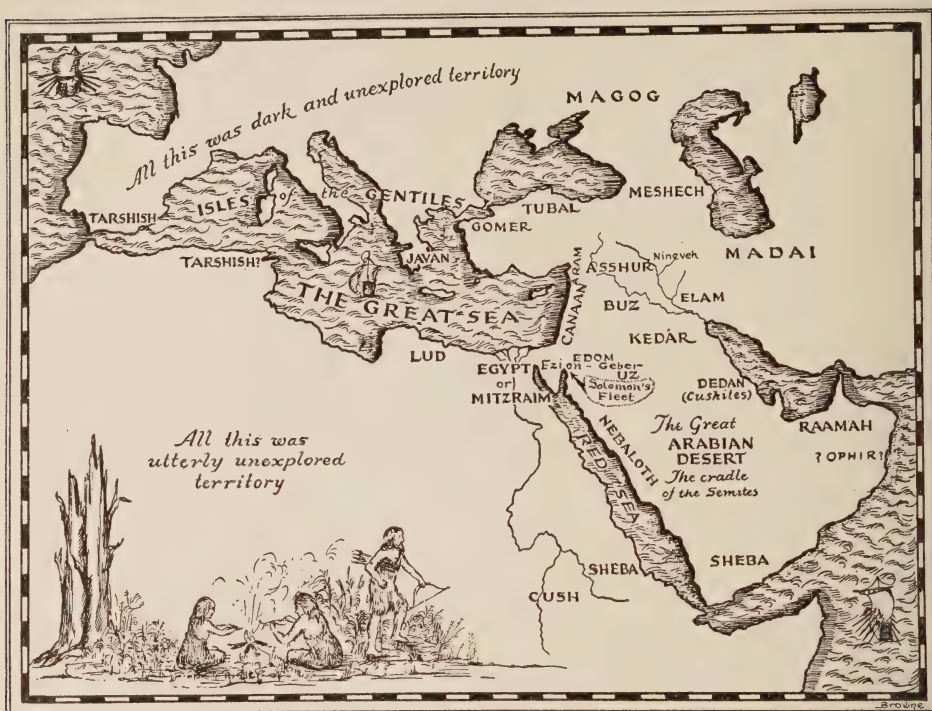 All this was dark and unexplored territory
MAGOG
ISLES of the GENTILES
TARSHISH
TARSHISH?
JAVAN
GOMER
TUBAL
MESHECH
MADAI
THE GREAT SEA
CANAAN
ARAM
ASSHUR
Nineveh
BUZ
ELAM
KEDÂR
LUD
EGYPT
or
MITZRAIM
EDOM
Ezion-Geber
UZ
Solomon's
Fleet
DEDAN
(Cushites)
RAAMAH
? OPHIR?
NEBALOTH
RED SEA
The Great
ARABIAN
DESERT
The cradle
of the Semites
All this was
utterly unexplored
territory
SHEBA
SHEBA
CUSH
Browne